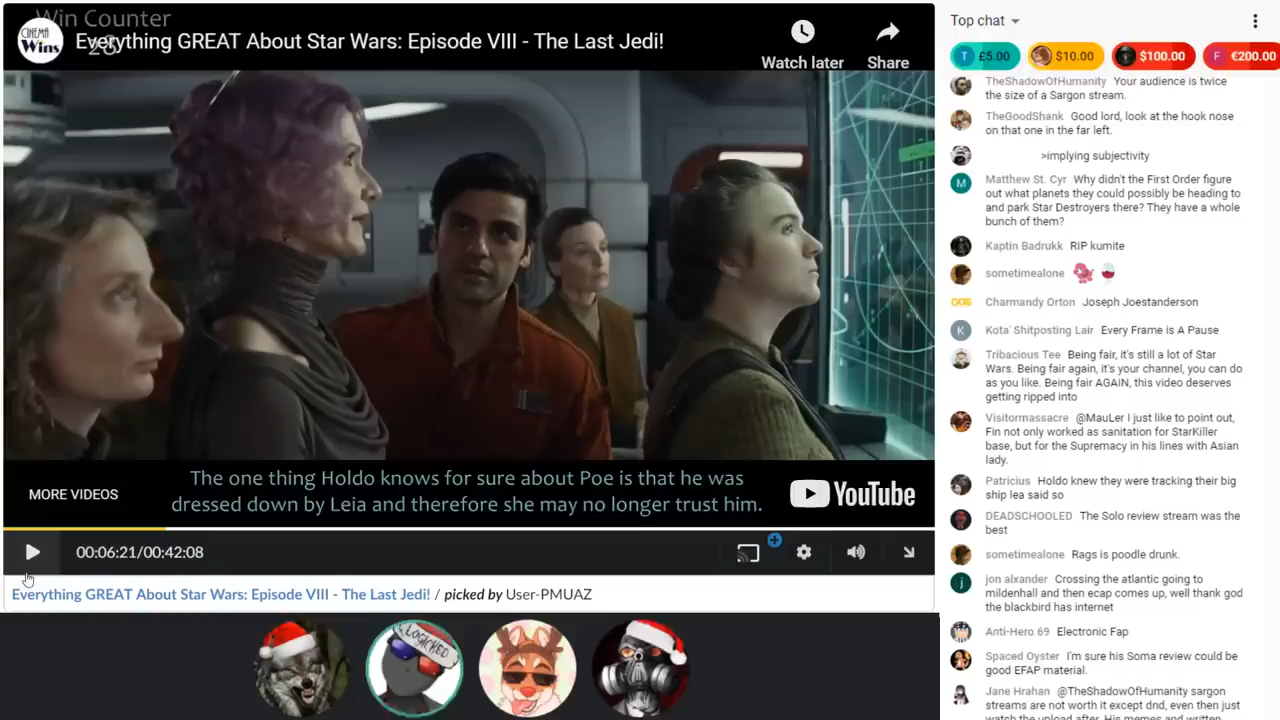 Win Counter
28
CINEMA
Wins
Everything GREAT About Star Wars: Episode VIII - The Last Jedi!
Watch later
Share
The one thing Holdo knows for sure about Poe is that he was
dressed down by Leia and therefore she may no longer trust him.
MORE VIDEOS
YouTube
00:06:21/00:42:08
Everything GREAT About Star Wars: Episode VIII - The Last Jedi! / picked by User-PMUAZ
LOGICKED
Top chat
T £5.00
$10.00
$100.00
F €200.00
TheShadowOfHumanity Your audience is twice
the size of a Sargon stream.
TheGoodShank Good lord, look at the hook nose
on that one in the far left.
>implying subjectivity
M Matthew St. Cyr Why didn't the First Order figure
out what planets they could possibly be heading to
and park Star Destroyers there? They have a whole
bunch of them?
Kaptin Badrukk RIP kumite
sometimealone
Charmandy Orton Joseph Joestanderson
K Kota' Shitposting Lair Every Frame is A Pause
Tribacious Tee Being fair, it's still a lot of Star
Wars. Being fair again, it's your channel, you can do
as you like. Being fair AGAIN, this video deserves
getting ripped into
Visitormassacre @MauLer I just like to point out,
Fin not only worked as sanitation for StarKiller
base, but for the Supremacy in his lines with Asian
lady.
Patricius Holdo knew they were tracking their big
ship lea said so
DEADSCHOOLED The Solo review stream was the
best
sometimealone Rags is poodle drunk.
j jon alxander Crossing the atlantic going to
mildenhall and then ecap comes up, well thank god
the blackbird has internet
Anti-Hero 69 Electronic Fap
Spaced Oyster I'm sure his Soma review could be
good EFAP material.
Jane Hrahan @TheShadowOfHumanity sargon
streams are not worth it except dnd, even then just
watch the upload after. His memes and written